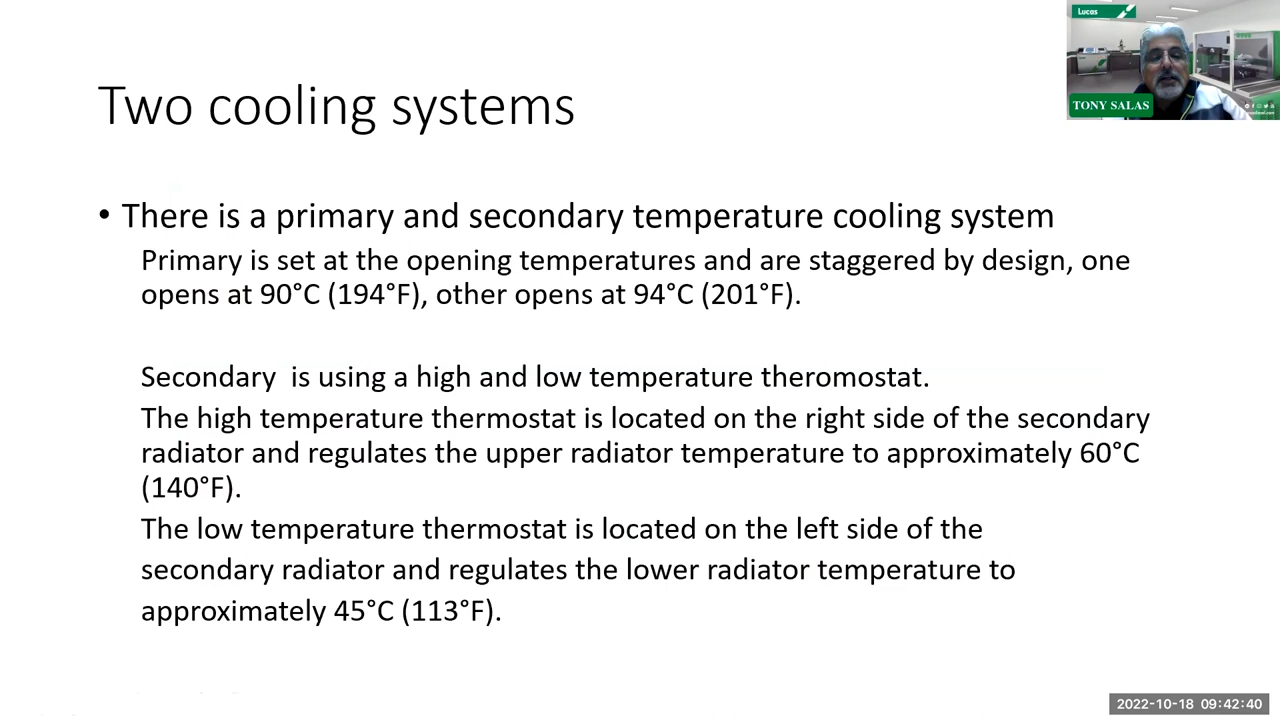 Lucas
TONY SALAS
Two cooling systems
• There is a primary and secondary temperature cooling system
Primary is set at the opening temperatures and are staggered by design, one
opens at 90°C (194°F), other opens at 94°C (201°F).
Secondary  is using a high and low temperature theromostat.
The high temperature thermostat is located on the right side of the secondary
radiator and regulates the upper radiator temperature to approximately 60°C
(140°F).
The low temperature thermostat is located on the left side of the
secondary radiator and regulates the lower radiator temperature to
approximately 45°C (113°F).
2022-10-18 09:42:40